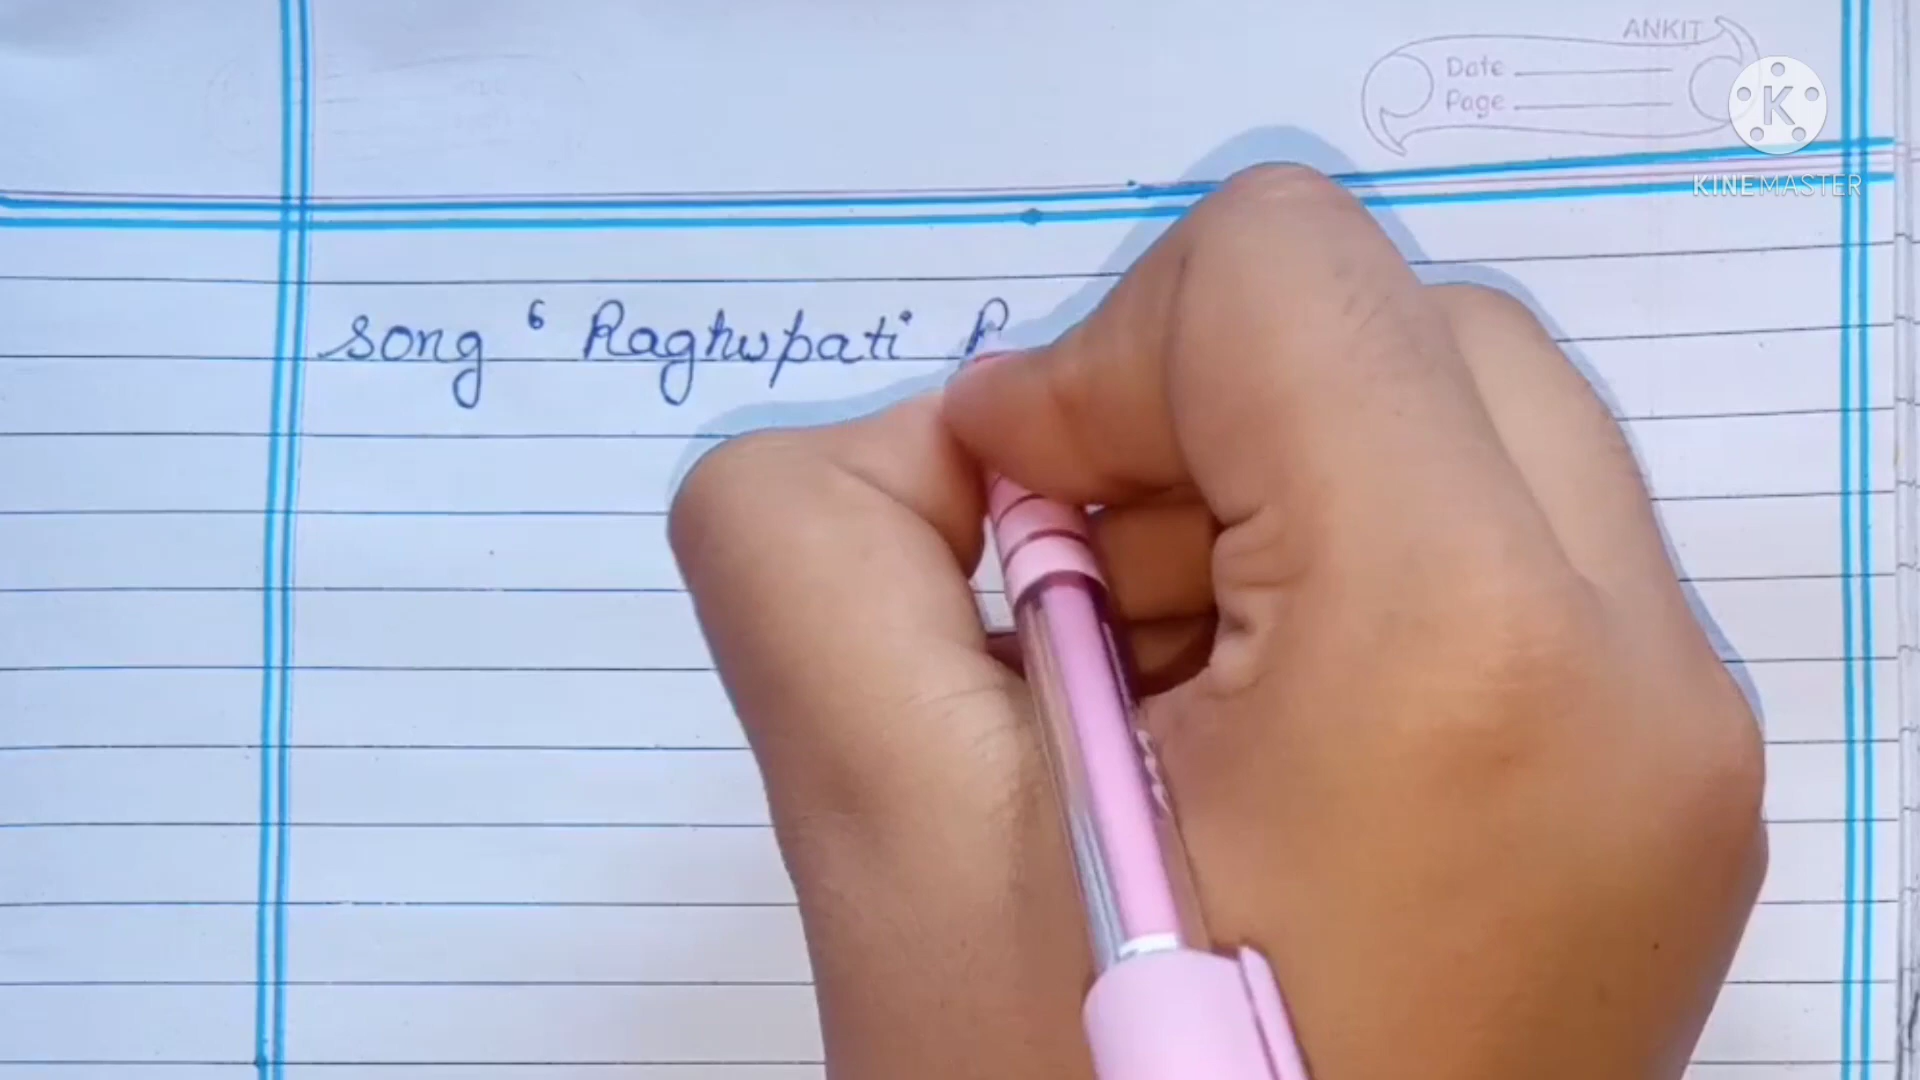 ANKIT
Date
Page
KINEMASTER
song ‘ Raghupati R